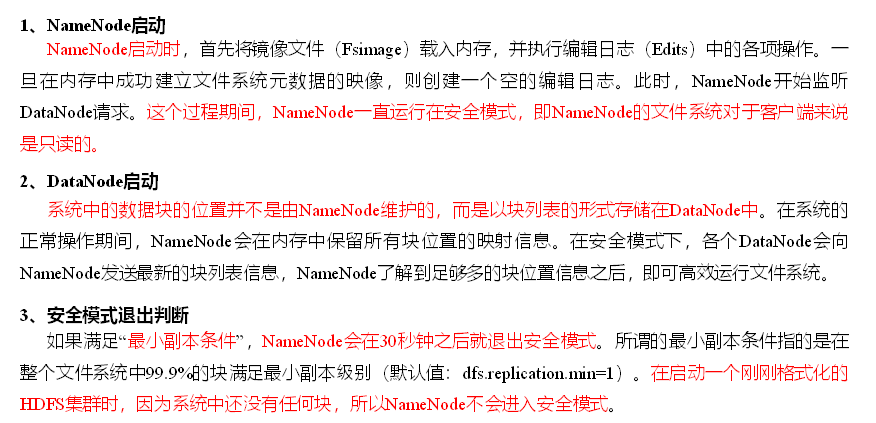 1、NameNode启动
NameNode启动时，首先将镜像文件（Fsimage）载入内存，并执行编辑日志（Edits）中的各项操作。一
旦在内存中成功建立文件系统元数据的映像，则创建一个空的编辑日志。此时，NameNode开始监听
DataNode请求。这个过程期间，NameNode一直运行在安全模式，即NameNode的文件系统对于客户端来说
是只读的。
2、DataNode启动
系统中的数据块的位置并不是由NameNode维护的，而是以块列表的形式存储在DataNode中。在系统的
正常操作期间，NameNode会在内存中保留所有块位置的映射信息。在安全模式下，各个DataNode会向
NameNode发送最新的块列表信息，NameNode了解到足够多的块位置信息之后，即可高效运行文件系统。
3、安全模式退出判断
如果满足“最小副本条件”，NameNode会在30秒钟之后就退出安全模式。所谓的最小副本条件指的是在
整个文件系统中99.9%的块满足最小副本级别（默认值：dfs.replication.min=1）。在启动一个刚刚格式化的
HDFS集群时，因为系统中还没有任何块，所以NameNode不会进入安全模式。